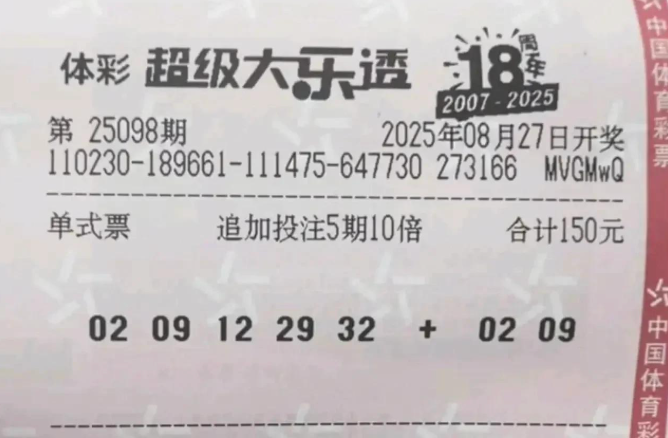 体彩 超级大乐透 18周年
2007-2025
第 25098期 2025年08月27日开奖
110230-189661-111475-647730 273166 MVGMwQ
单式票 追加投注5期10倍 合计150元
02 09 12 29 32 + 02 09
中国体育彩票
中国体育彩